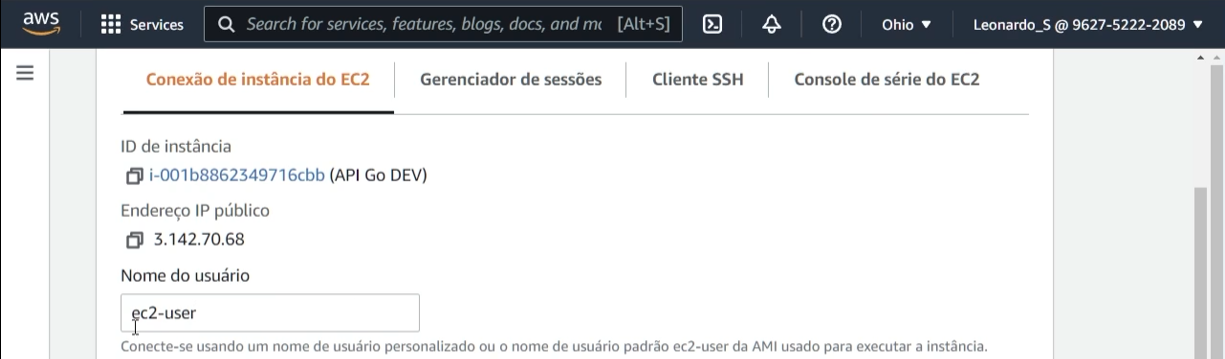 aws Services Search for services, features, blogs, docs, and mo [Alt+S] Ohio Leonardo_S @ 9627-5222-2089
Conexão de instância do EC2 Gerenciador de sessões Cliente SSH Console de série do EC2
ID de instância
i-001b8862349716cbb (API Go DEV)
Endereço IP público
3.142.70.68
Nome do usuário
ec2-user
Conecte-se usando um nome de usuário personalizado ou o nome de usuário padrão ec2-user da AMI usado para executar a instância.